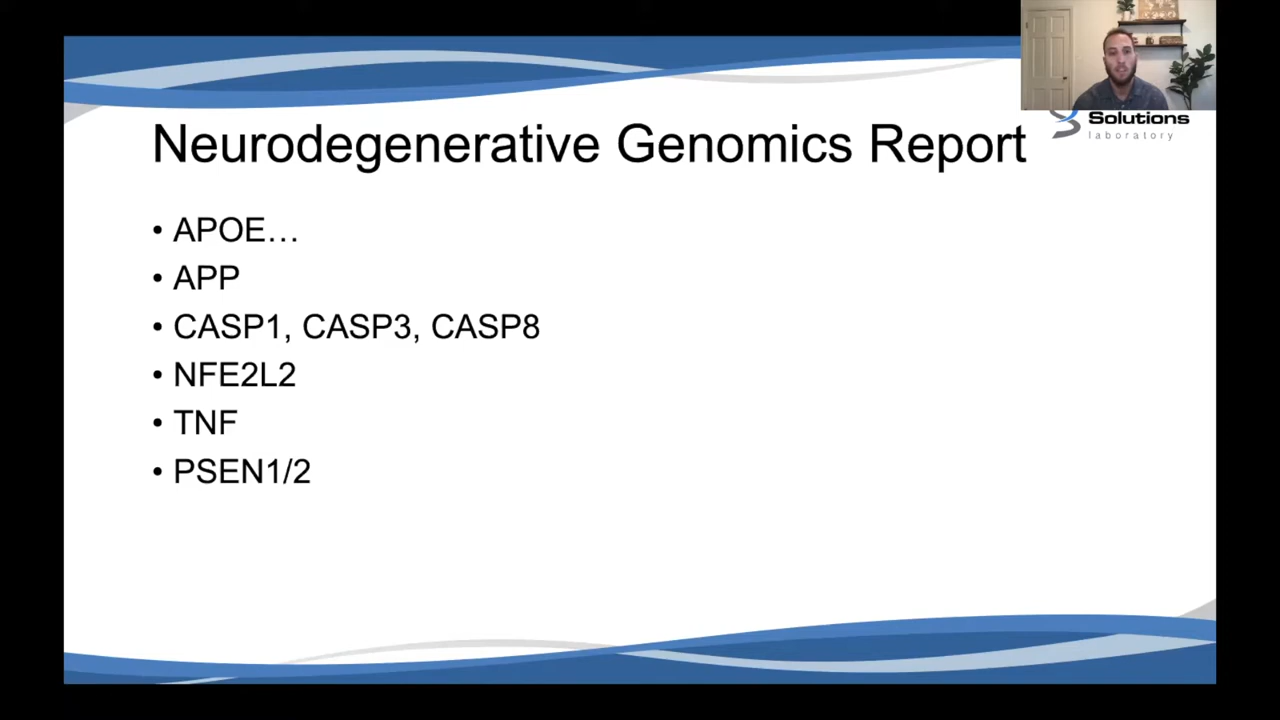 Neurodegenerative Genomics Report
Solutions
laboratory
• APOE…
• APP
• CASP1, CASP3, CASP8
• NFE2L2
• TNF
• PSEN1/2